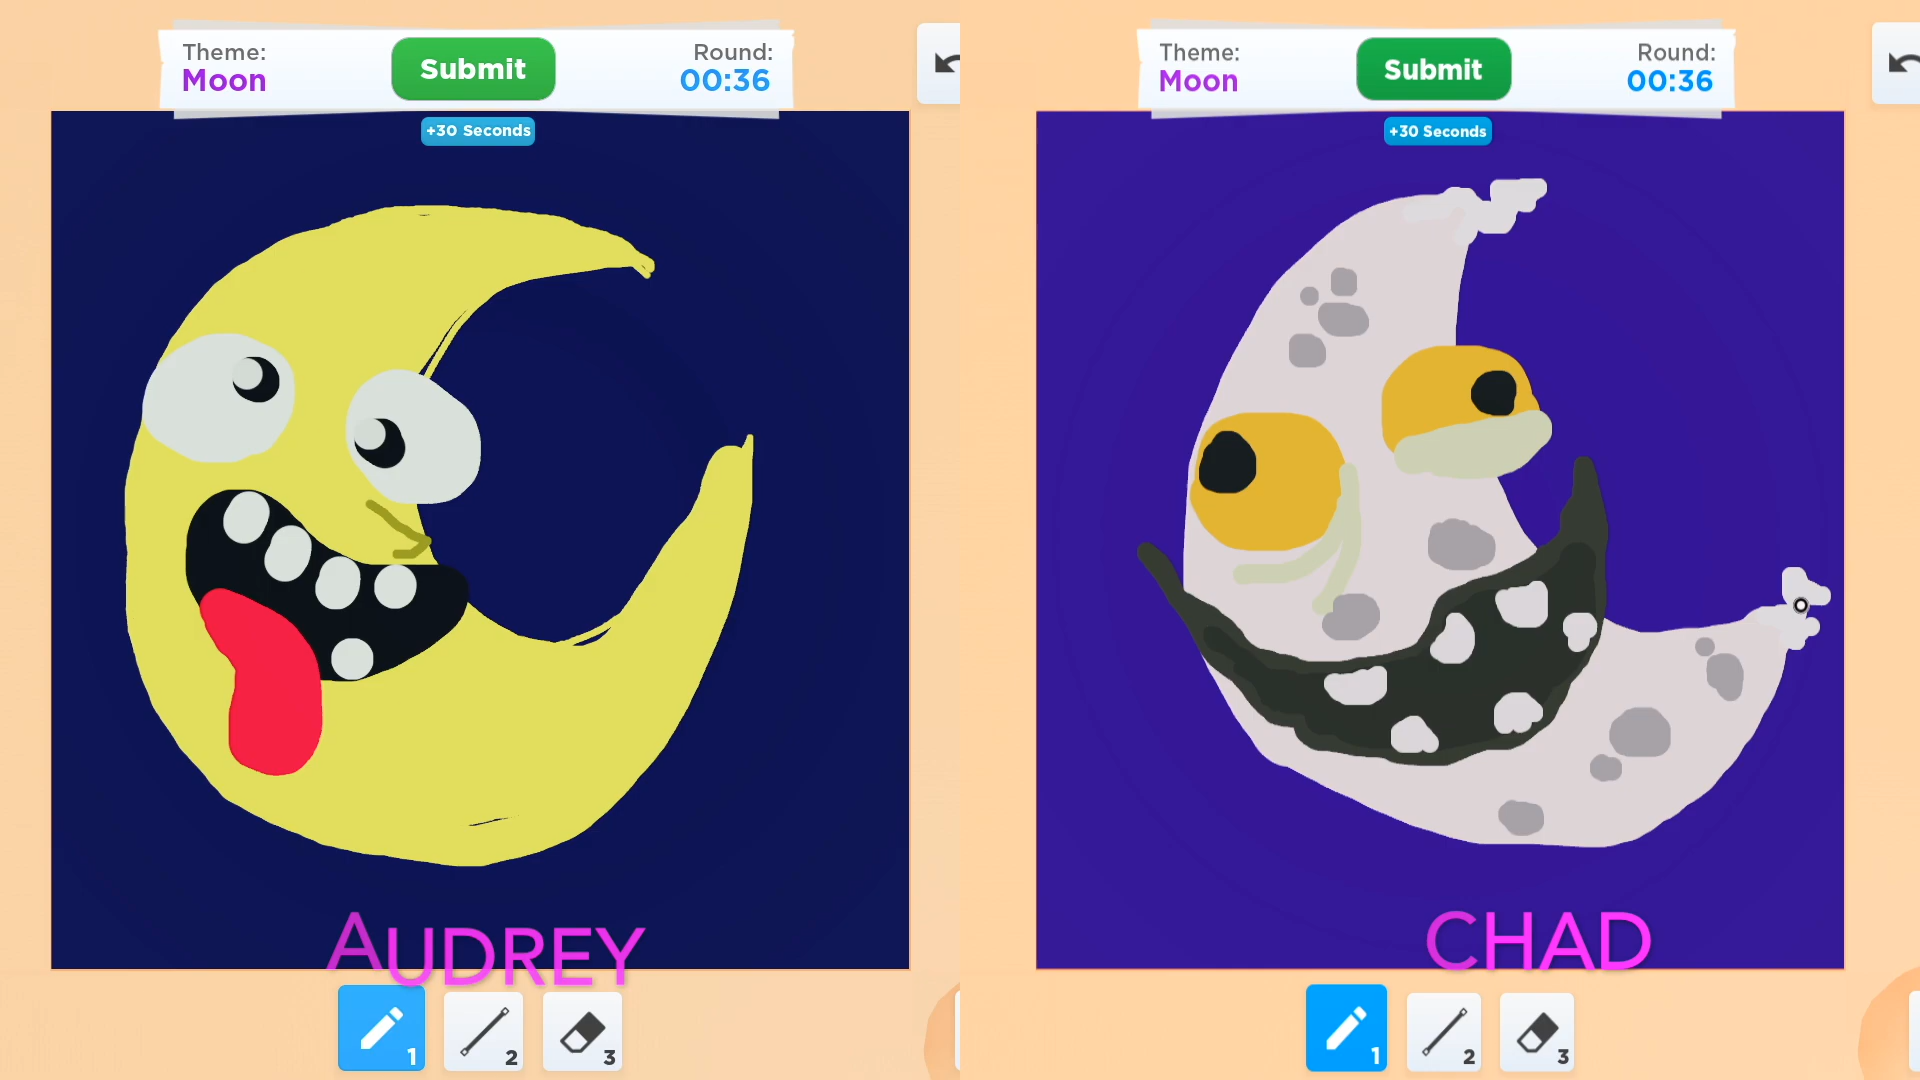 Theme:
Moon
Submit
Round:
00:36
+30 Seconds
AUDREY
1
2
3
Theme:
Moon
Submit
Round:
00:36
+30 Seconds
CHAD
1
2
3